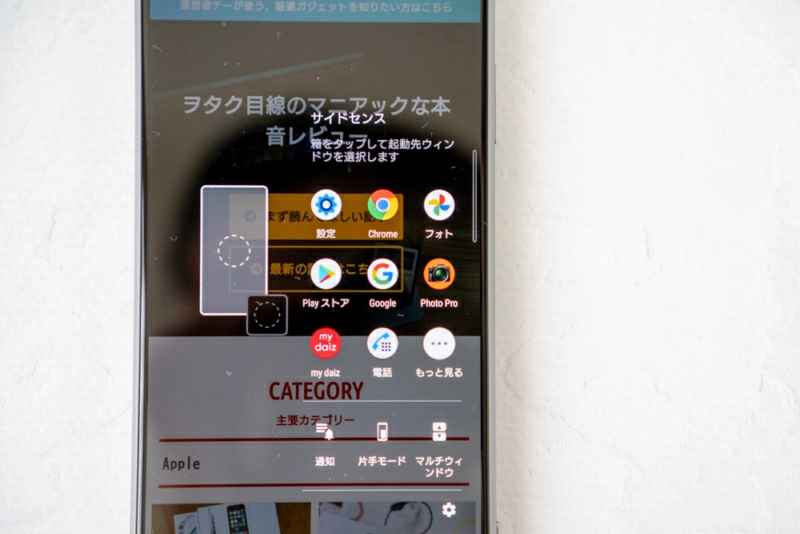 運営者チーが使う、厳選ガジェットを知りたい方はこちら
ヲタク目線のマニアックな本
音レビュー
サイドセンス
箱をタップして起動先ウィン
ドウを選択します
まず読んでほしい記
最新の
はこち
設定
Chrome
フォト
Play ストア
Google
Photo Pro
my
daiz
my daiz
電話
もっと見る
CATEGORY
主要カテゴリー
通知
片手モード
マルチウィ
ンドウ
Apple